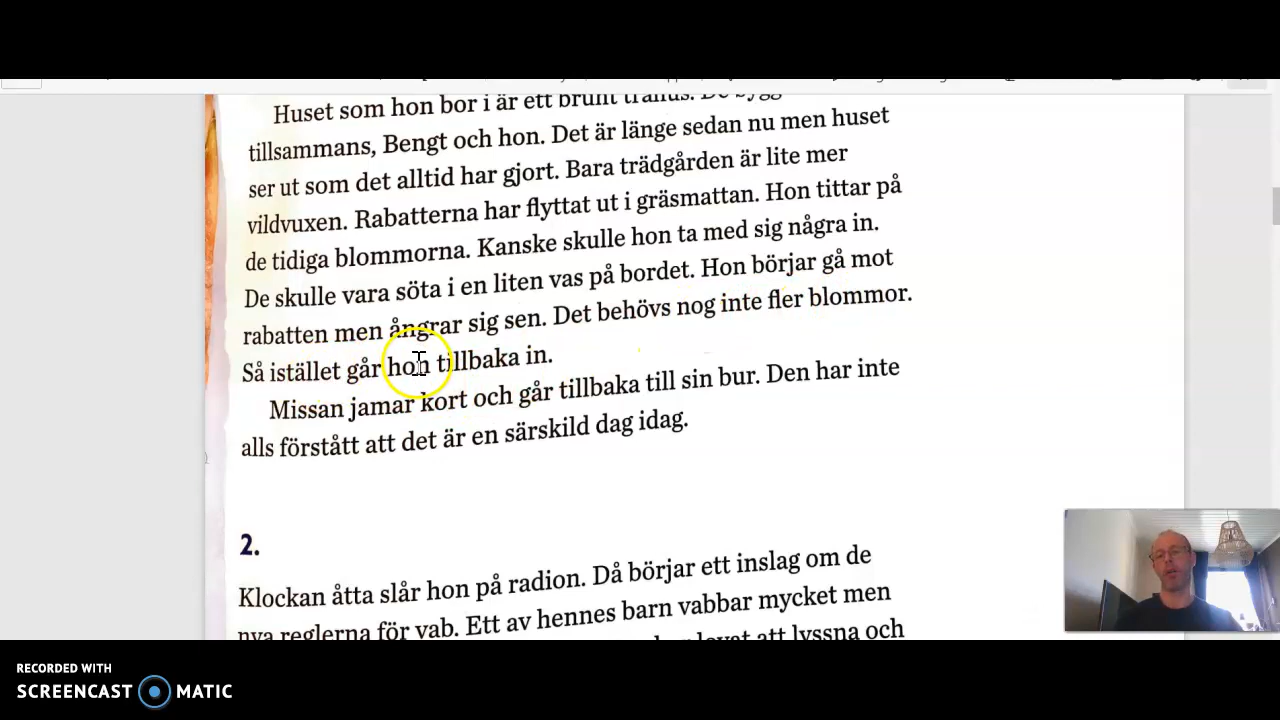 Huset som hon bor i är ett brunt trähus. De
tillsammans, Bengt och hon. Det är länge sedan nu men huset
ser ut som det alltid har gjort. Bara trädgården är lite mer
vildvuxen. Rabatterna har flyttat ut i gräsmattan. Hon tittar på
de tidiga blommorna. Kanske skulle hon ta med sig några in.
De skulle vara söta i en liten vas på bordet. Hon börjar gå mot
rabatten men ångrar sig sen. Det behövs nog inte fler blommor.
Så istället går hon tillbaka in.
Missan jamar kort och går tillbaka till sin bur. Den har inte
alls förstått att det är en särskild dag idag.
2.
Klockan åtta slår hon på radion. Då börjar ett inslag om de
nya reglerna för vab. Ett av hennes barn vabbar mycket men
lovat att lyssna och
RECORDED WITH
SCREENCAST MATIC